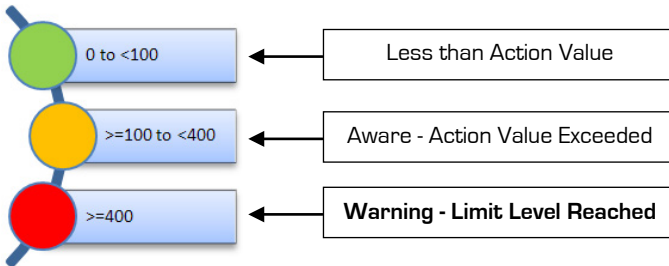 0 to <100
Less than Action Value
>=100 to <400
Aware - Action Value Exceeded
>=400
Warning - Limit Level Reached